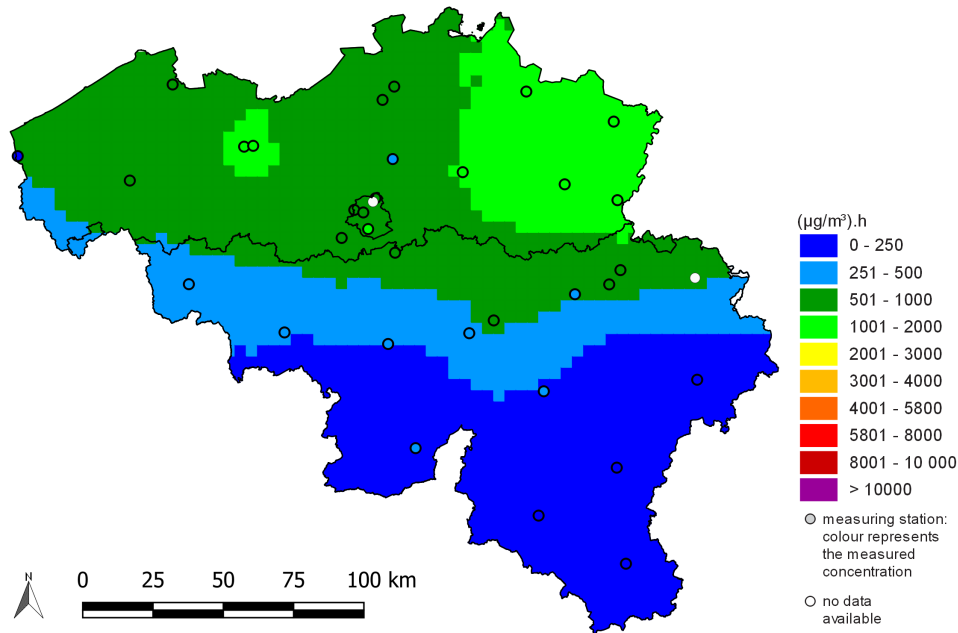 (µg/m³).h
0 - 250
251 - 500
501 - 1000
1001 - 2000
2001 - 3000
3001 - 4000
4001 - 5800
5801 - 8000
8001 - 10 000
> 10000
measuring station:
colour represents
the measured
concentration
no data
available
N
0 25 50 75 100 km